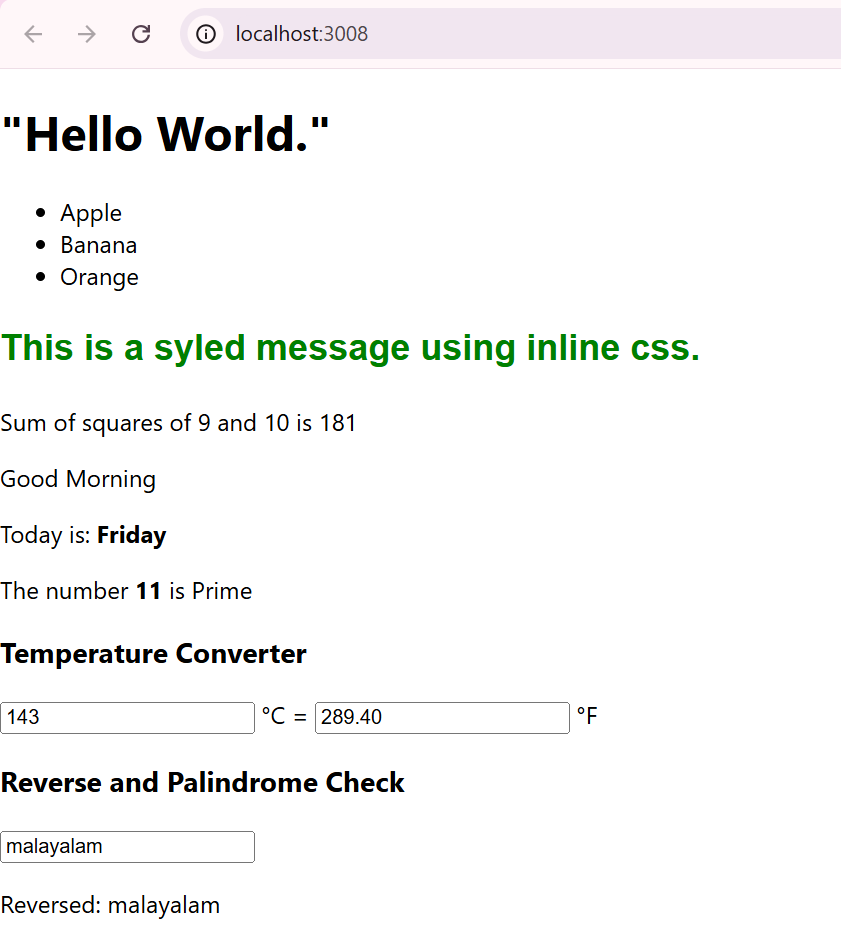 localhost:3008
"Hello World."
Apple
Banana
Orange
This is a syled message using inline css.
Sum of squares of 9 and 10 is 181
Good Morning
Today is: Friday
The number 11 is Prime
Temperature Converter
143 °C = 289.40 °F
Reverse and Palindrome Check
malayalam
Reversed: malayalam